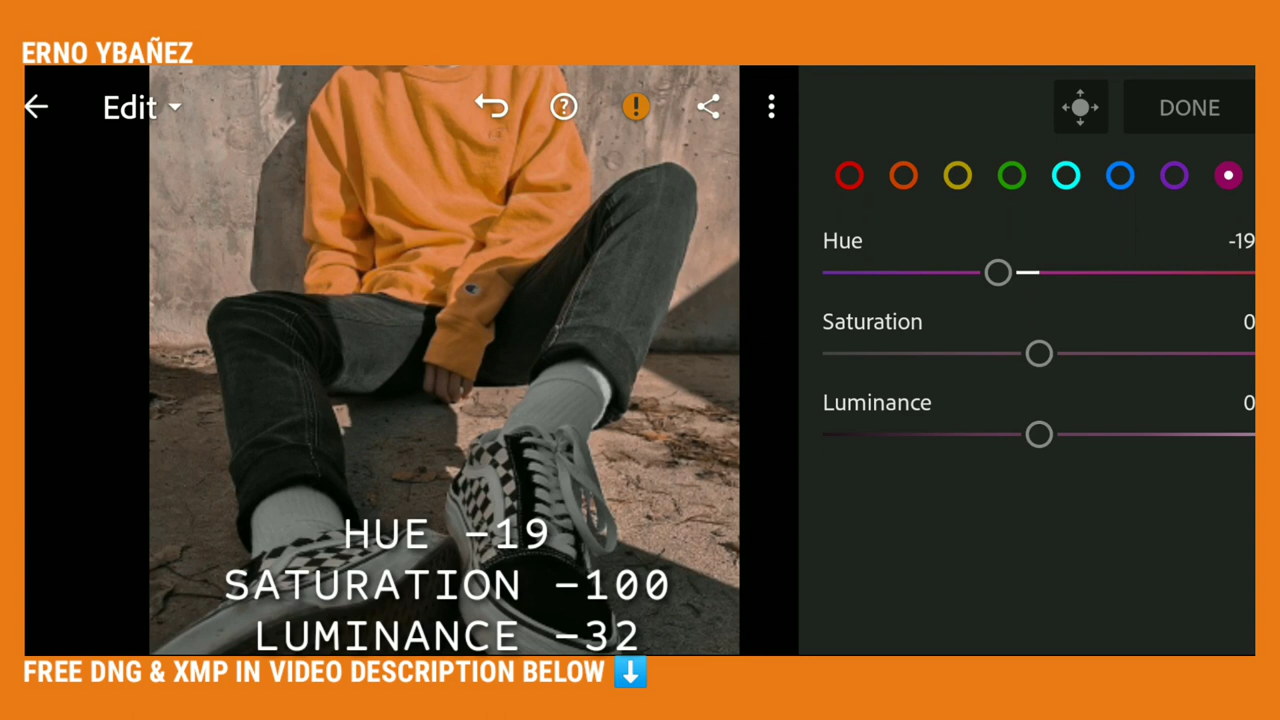 ERNO YBAÑEZ
Edit
DONE
Hue -19
Saturation 0
Luminance 0
HUE -19
SATURATION -100
LUMINANCE -32
FREE DNG & XMP IN VIDEO DESCRIPTION BELOW ⬇️